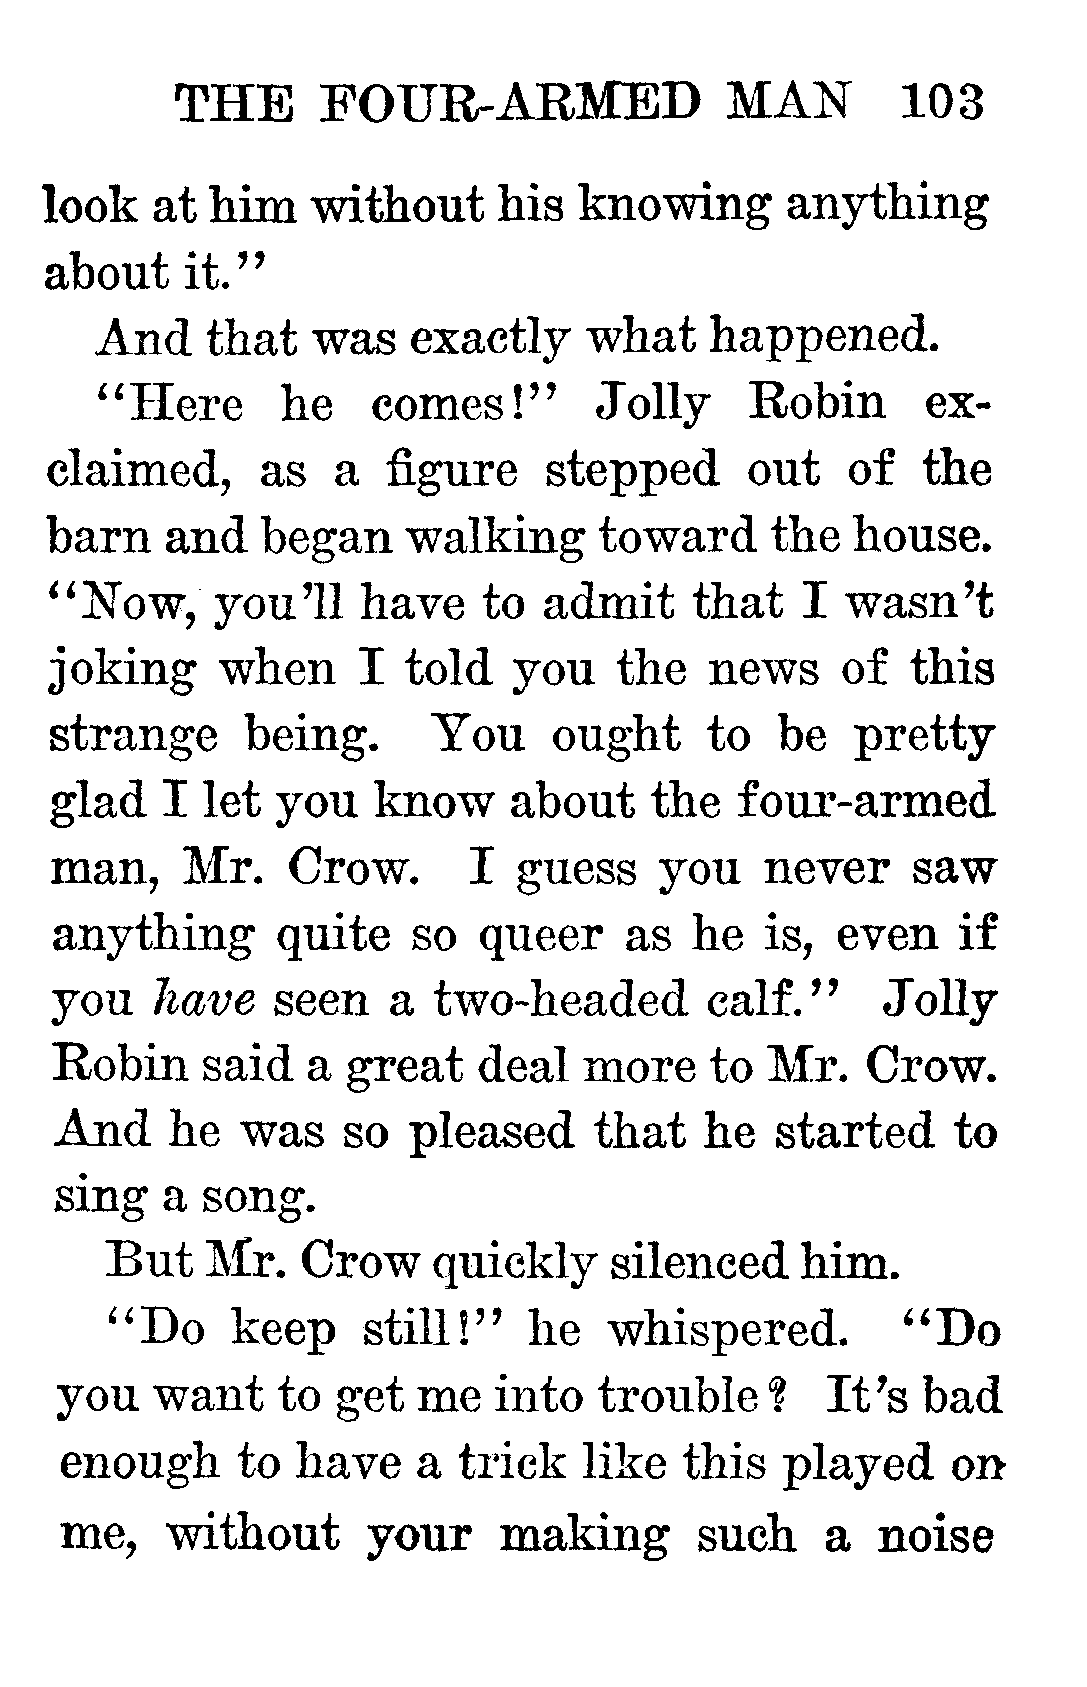 THE FOUR-ARMED MAN 103
look at him without his knowing anything
about it."
And that was exactly what happened.
"Here he comes!" Jolly Robin ex-
claimed, as a figure stepped out of the
barn and began walking toward the house.
"Now, you'll have to admit that I wasn't
joking when I told you the news of this
strange being. You ought to be pretty
glad I let you know about the four-armed
man, Mr. Crow. I guess you never saw
anything quite so queer as he is, even if
you have seen a two-headed calf." Jolly
Robin said a great deal more to Mr. Crow.
And he was so pleased that he started to
sing a song.
But Mr. Crow quickly silenced him.
"Do keep still!" he whispered. "Do
you want to get me into trouble? It's bad
enough to have a trick like this played on
me, without your making such a noise